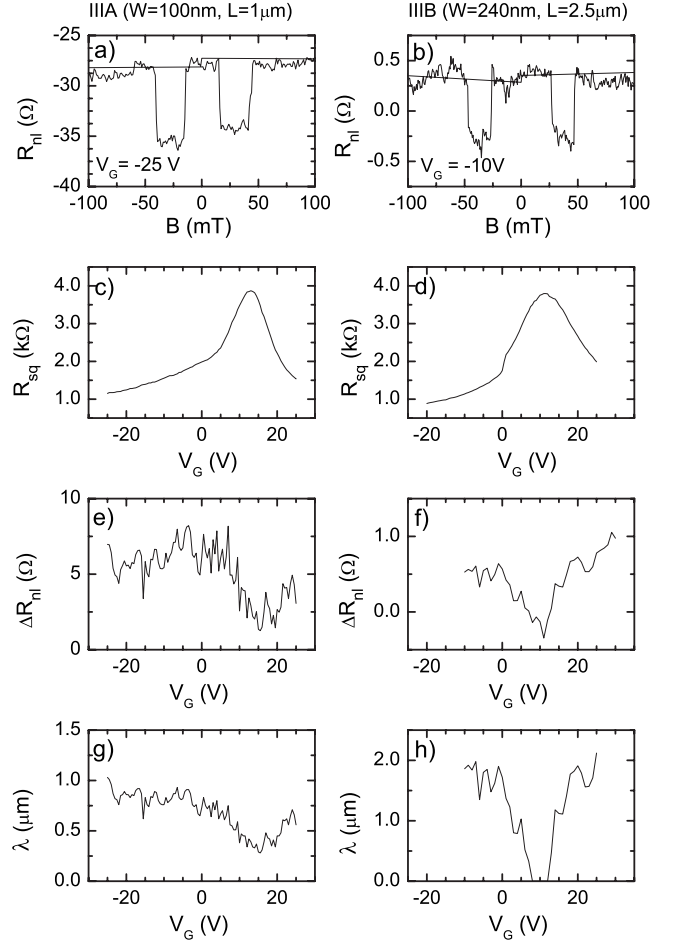 IIIA (W=100nm, L=1μm)
IIIB (W=240nm, L=2.5μm)
a)
-25
-30
-35
-40
R_nl (Ω)
V_G= -25 V
-100 -50 0 50 100
B (mT)
b)
0.5
0.0
-0.5
R_nl (Ω)
V_G = -10V
-100 -50 0 50 100
B (mT)
c)
4.0
3.0
2.0
1.0
R_sq (kΩ)
-20 0 20
V_G (V)
d)
4.0
3.0
2.0
1.0
R_sq (kΩ)
-20 0 20
V_G (V)
e)
10
5
0
ΔR_nl (Ω)
-20 0 20
V_G (V)
f)
1.0
0.0
ΔR_nl (Ω)
-20 0 20
V_G (V)
g)
1.5
1.0
0.5
0.0
λ (μm)
-20 0 20
V_G (V)
h)
2.0
1.0
0.0
λ (μm)
-20 0 20
V_G (V)